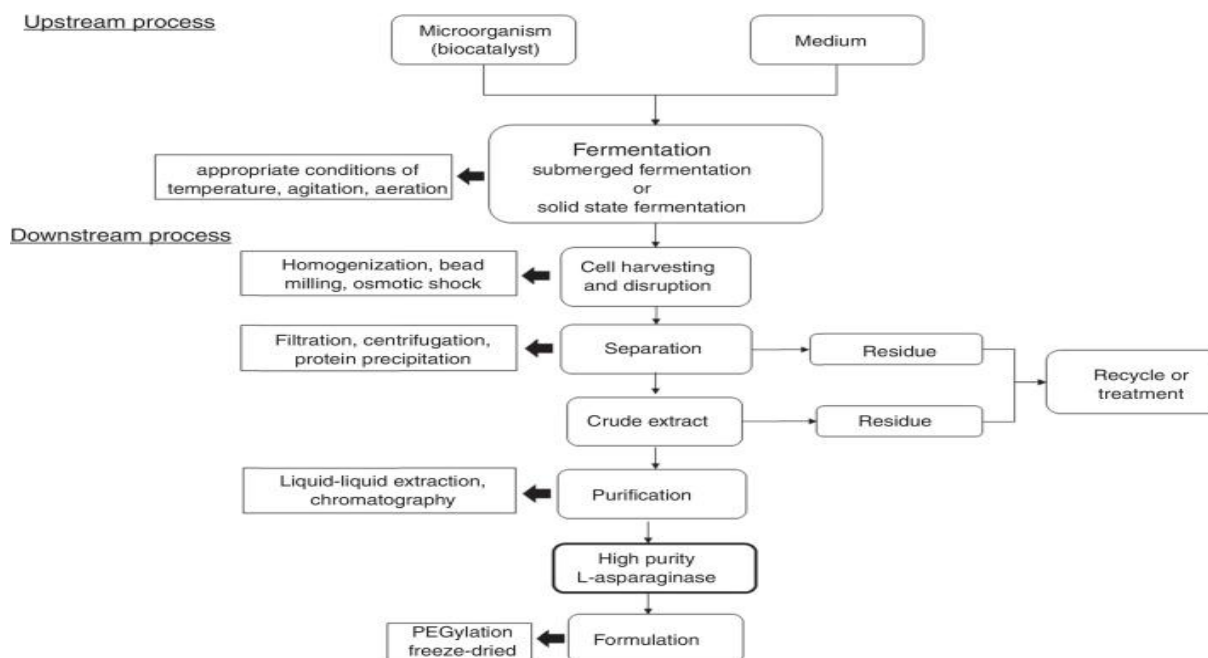 Upstream process
Microorganism
(biocatalyst)
Medium
Fermentation
submerged fermentation
or
solid state fermentation
appropriate conditions of
temperature, agitation, aeration
Downstream process
Homogenization, bead
milling, osmotic shock
Cell harvesting
and disruption
Filtration, centrifugation,
protein precipitation
Separation
Residue
Recycle or
treatment
Crude extract
Residue
Liquid-liquid extraction,
chromatography
Purification
High purity
L-asparaginase
PEGylation
freeze-dried
Formulation